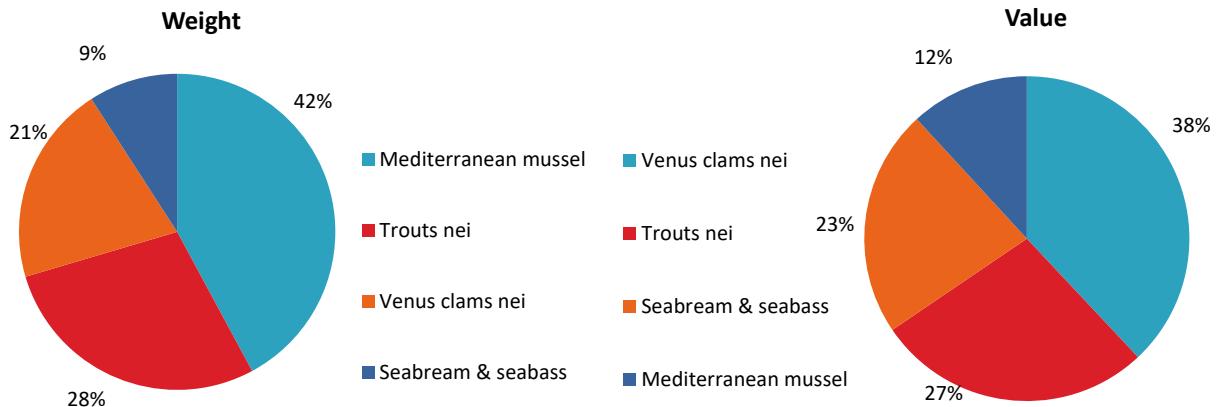 Weight
9%
42%
21%
28%
Mediterranean mussel
Trouts nei
Venus clams nei
Seabream & seabass
Value
12%
38%
23%
27%
Venus clams nei
Trouts nei
Seabream & seabass
Mediterranean mussel